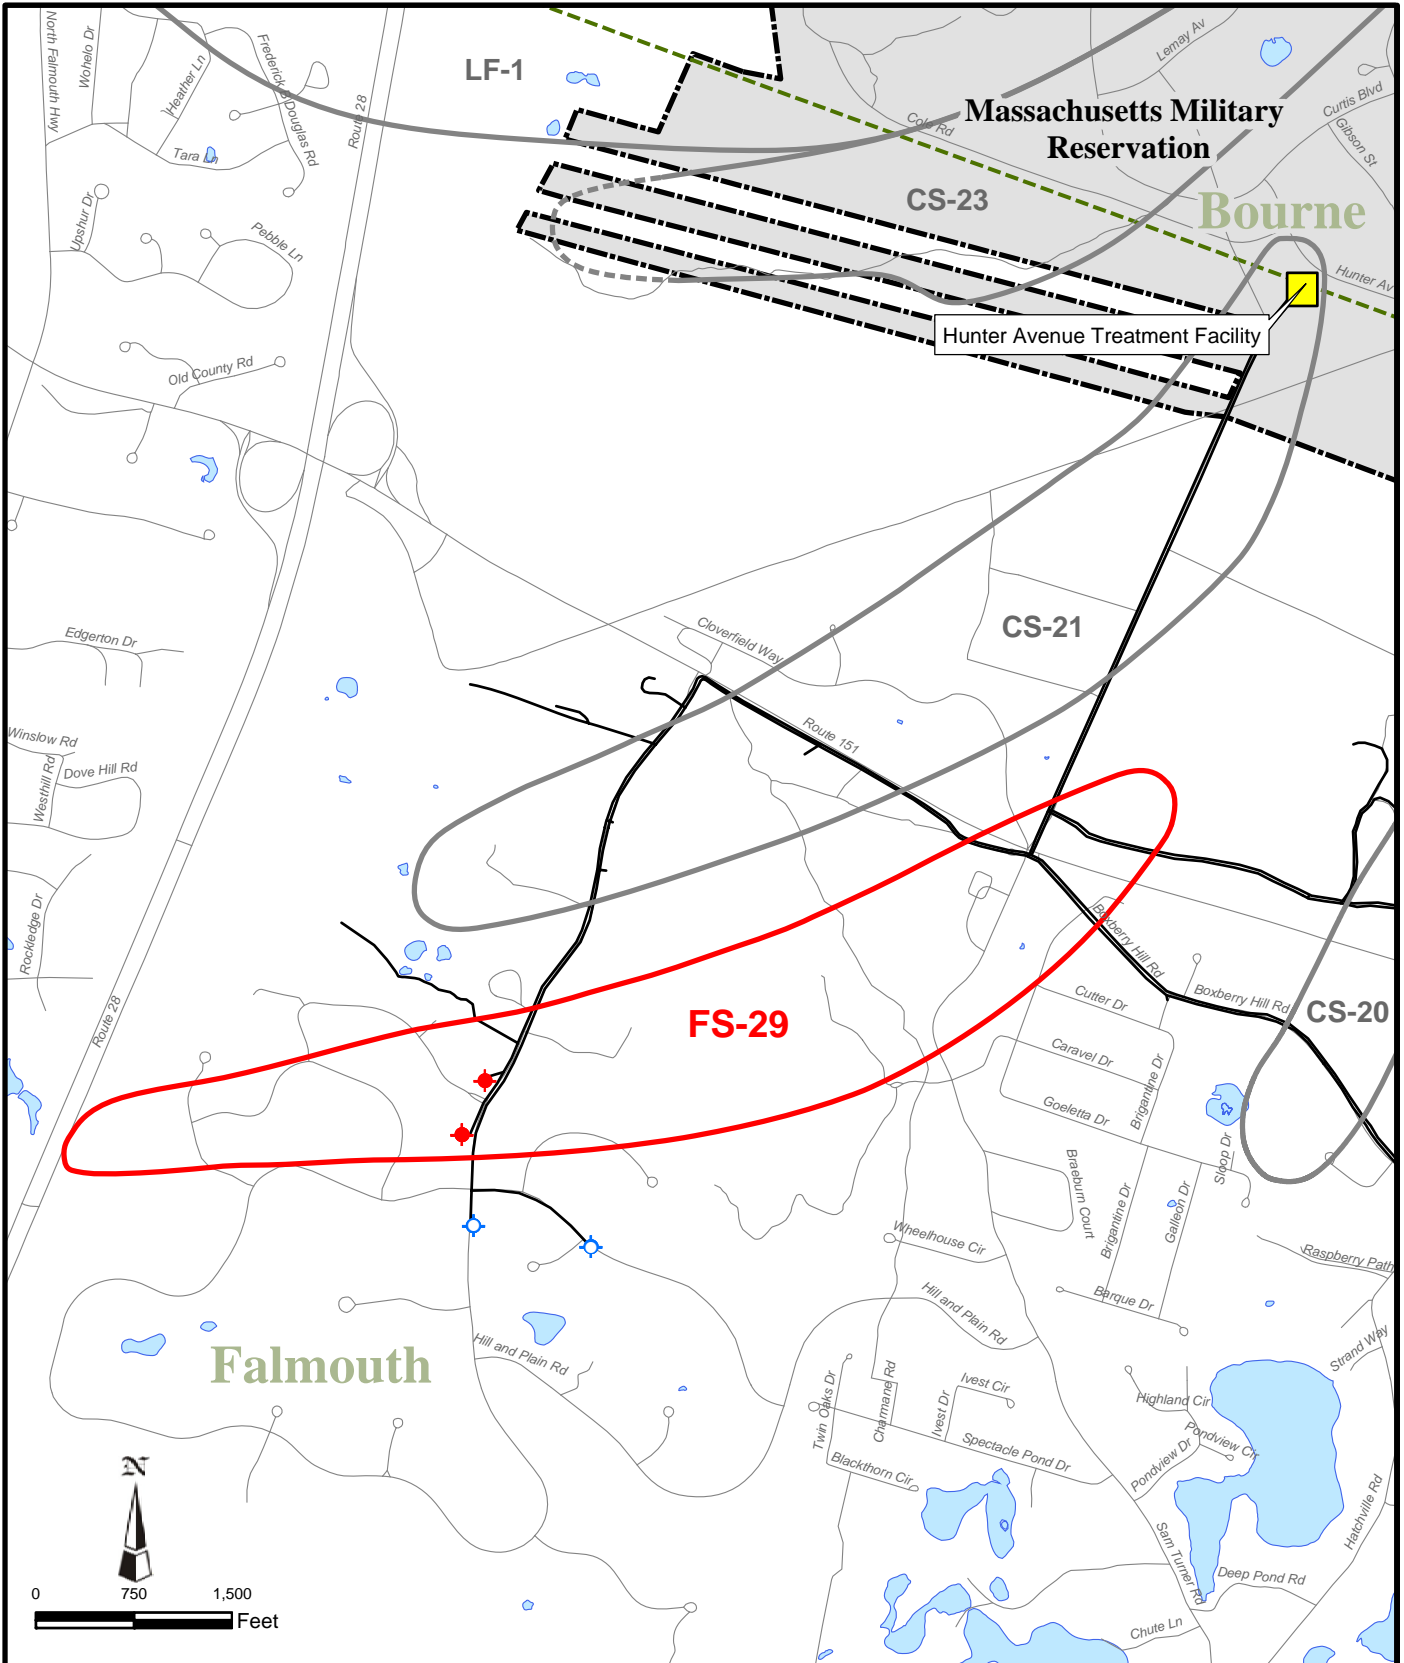 North Falmouth Hwy
Wohelo Dr
Heather Ln
Frederick B Douglas Rd
Route 28
LF-1
Lemay Av
Massachusetts Military
Reservation
Curtis Blvd
Gibson St
Tara Ln
CS-23
Bourne
Upshur Dr
Pebble Ln
Hunter Av
Hunter Avenue Treatment Facility
Old County Rd
CS-21
Cloverfield Way
Edgerton Dr
Route 151
Winslow Rd
Westhill Rd
Dove Hill Rd
Rockledge Dr
Boxberry Hill Rd
Route 28
FS-29
Cutter Dr
Boxberry Hill Rd
CS-20
Caravel Dr
Brigantine Dr
Goeletta Dr
Sloop Dr
Braeburn Court
Brigantine Dr
Galleon Dr
Wheelhouse Cir
Raspberry Path
Barque Dr
Hill and Plain Rd
Strand Way
Falmouth
Hill and Plain Rd
Twin Oaks Dr
Charmane Rd
Ivest Dr
Ivest Cir
Highland Cir
Pondview Cir
Spectacle Pond Dr
Pondview Dr
Blackthorn Cir
N
Hatchville Rd
Sam Turner Rd
Deep Pond Rd
0 750 1,500
Feet
Chute Ln